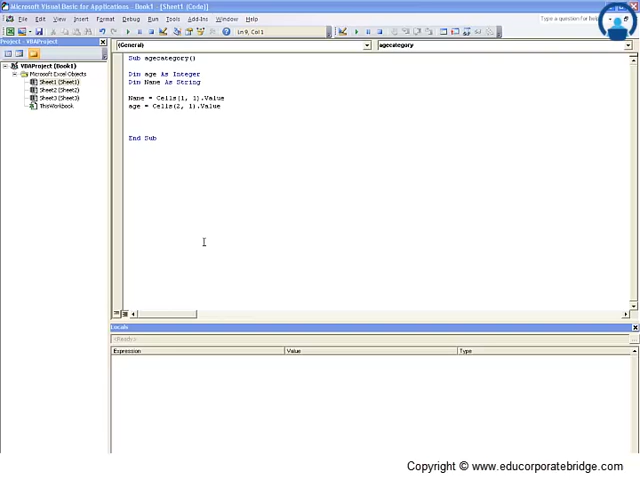 Microsoft Visual Basic for Applications - Book1 - [Sheet1 (Code)]
File Edit View Insert Format Debug Run Tools Add-Ins Window Help
Type a question for help
Ln 9, Col 1
Project - VBAProject
(General)
agecategory
VBAProject (Book1)
Microsoft Excel Objects
Sheet1 (Sheet1)
Sheet2 (Sheet2)
Sheet3 (Sheet3)
ThisWorkbook
Sub agecategory()
Dim age As Integer
Dim Name As String
Name = Cells(1, 1).Value
age = Cells(2, 1).Value
End Sub
Locals
<Ready>
Expression Value Type
Copyright © www.educorporatebridge.com